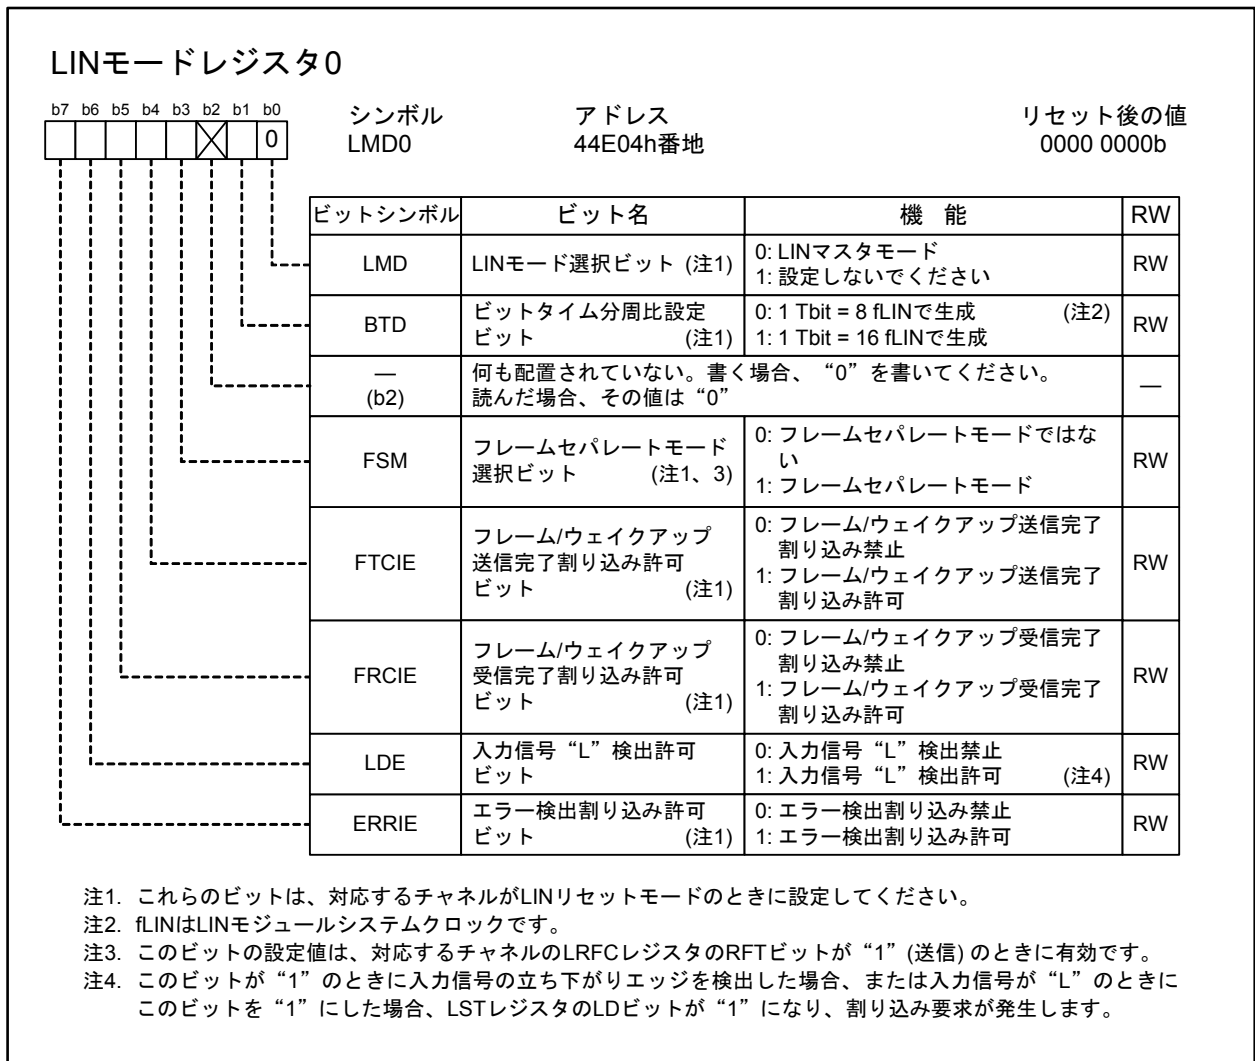 LINモードレジスタ0
b7 b6 b5 b4 b3 b2 b1 b0
0
シンボル アドレス リセット後の値
LMD0 44E04h番地 0000 0000b
ビットシンボル ビット名 機 能 RW
LMD LINモード選択ビット (注1) 0: LINマスタモード
1: 設定しないでください RW
BTD ビットタイム分周比設定
ビット (注1) 0: 1 Tbit = 8 fLINで生成 (注2)
1: 1 Tbit = 16 fLINで生成 RW
—
(b2) 何も配置されていない。書く場合、“0”を書いてください。
読んだ場合、その値は“0” —
FSM フレームセパレートモード
選択ビット (注1、3) 0: フレームセパレートモードではな
い
1: フレームセパレートモード RW
FTCIE フレーム/ウェイクアップ
送信完了割り込み許可
ビット (注1) 0: フレーム/ウェイクアップ送信完了
割り込み禁止
1: フレーム/ウェイクアップ送信完了
割り込み許可 RW
FRCIE フレーム/ウェイクアップ
受信完了割り込み許可
ビット (注1) 0: フレーム/ウェイクアップ受信完了
割り込み禁止
1: フレーム/ウェイクアップ受信完了
割り込み許可 RW
LDE 入力信号“L”検出許可
ビット 0: 入力信号“L”検出禁止
1: 入力信号“L”検出許可 (注4) RW
ERRIE エラー検出割り込み許可
ビット (注1) 0: エラー検出割り込み禁止
1: エラー検出割り込み許可 RW
注1. これらのビットは、対応するチャネルがLINリセットモードのときに設定してください。
注2. fLINはLINモジュールシステムクロックです。
注3. このビットの設定値は、対応するチャネルのLRFCレジスタのRFTビットが“1”(送信) のときに有効です。
注4. このビットが“1”のときに入力信号の立ち下がりエッジを検出した場合、または入力信号が“L”のときに
このビットを“1”にした場合、LSTレジスタのLDビットが“1”になり、割り込み要求が発生します。